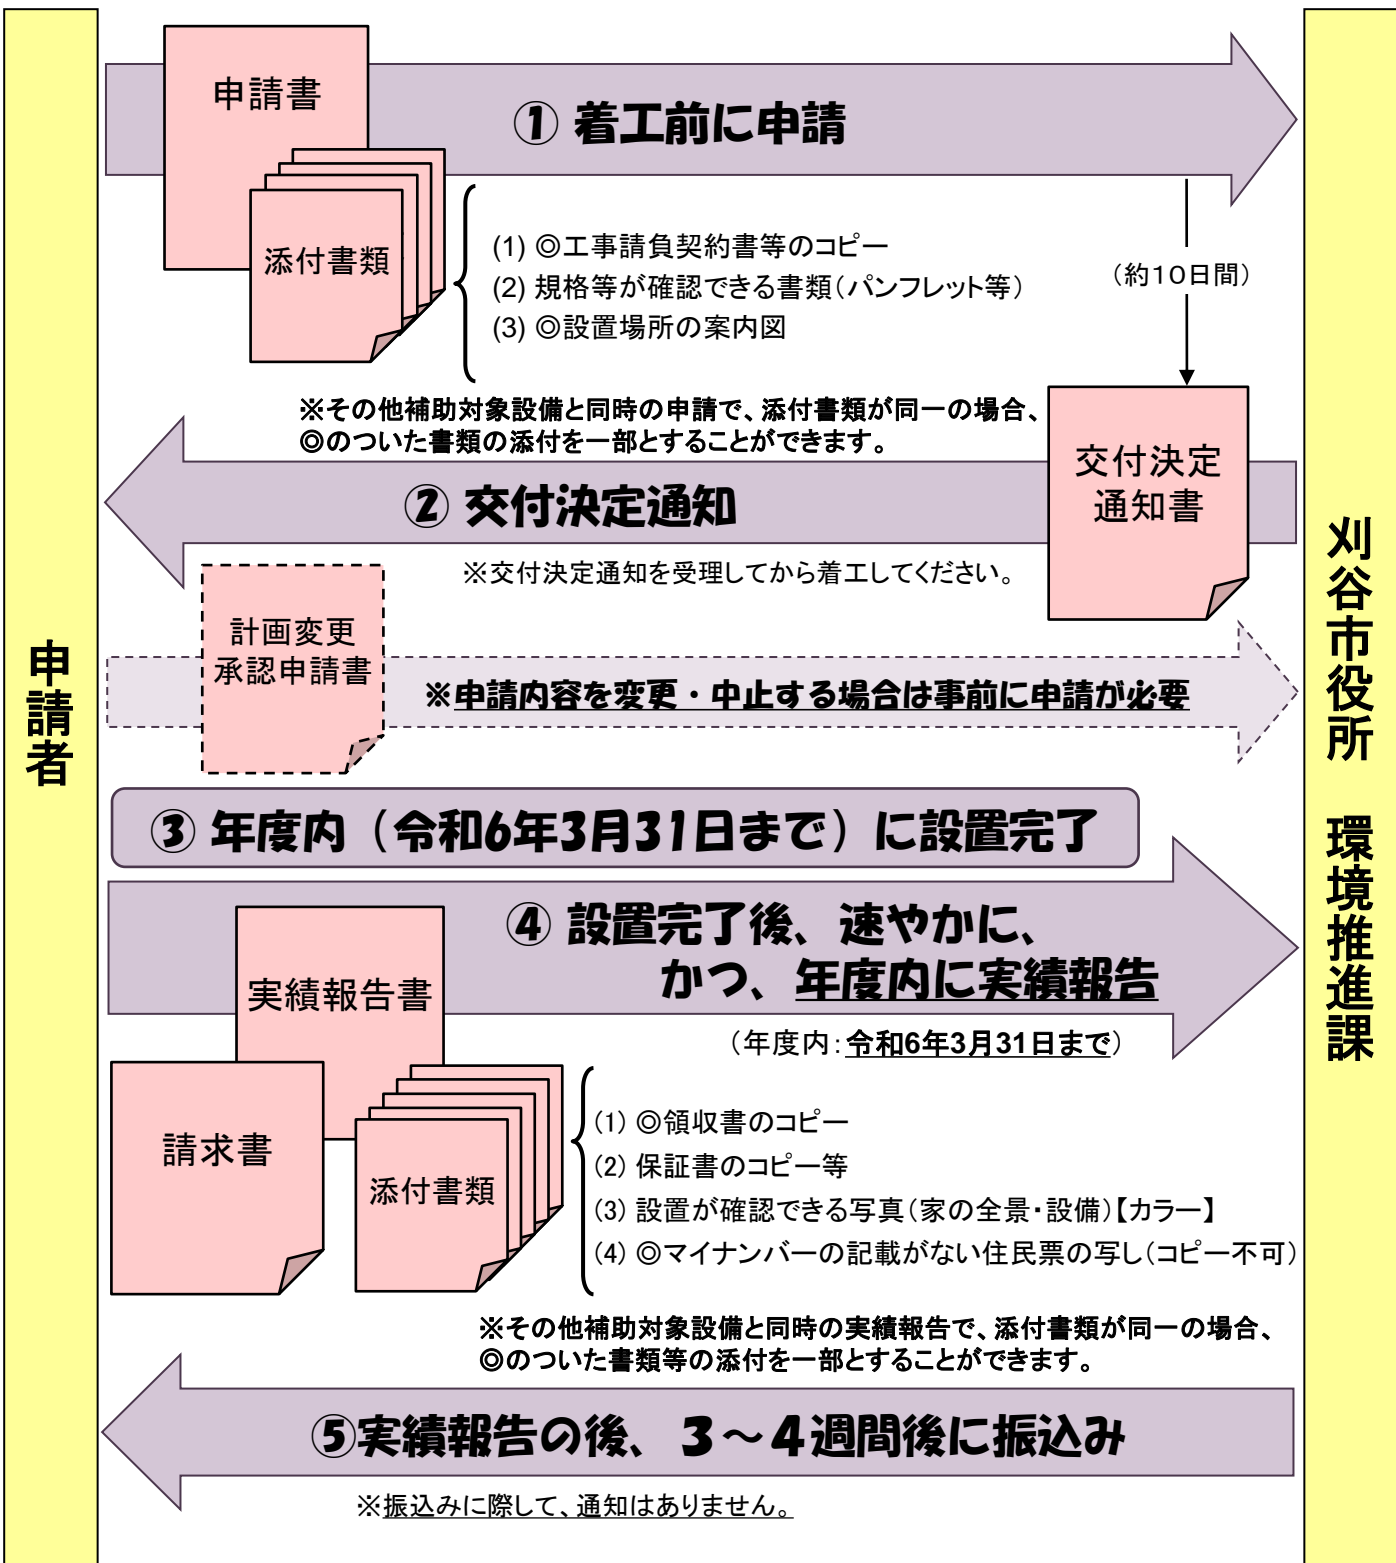 申請者
刈谷市役所　環境推進課
申請書
① 着工前に申請
添付書類
(1) ◎工事請負契約書等のコピー
(2) 規格等が確認できる書類（パンフレット等）
(3) ◎設置場所の案内図
（約10日間）
※その他補助対象設備と同時の申請で、添付書類が同一の場合、
◎のついた書類の添付を一部とすることができます。
交付決定
通知書
② 交付決定通知
※交付決定通知を受理してから着工してください。
計画変更
承認申請書
※申請内容を変更・中止する場合は事前に申請が必要
③ 年度内（令和6年3月31日まで）に設置完了
④ 設置完了後、速やかに、
かつ、年度内に実績報告
（年度内：令和6年3月31日まで）
実績報告書
請求書
添付書類
(1) ◎領収書のコピー
(2) 保証書のコピー等
(3) 設置が確認できる写真（家の全景・設備）【カラー】
(4) ◎マイナンバーの記載がない住民票の写し（コピー不可）
※その他補助対象設備と同時の実績報告で、添付書類が同一の場合、
◎のついた書類等の添付を一部とすることができます。
⑤実績報告の後、３～４週間後に振込み
※振込みに際して、通知はありません。